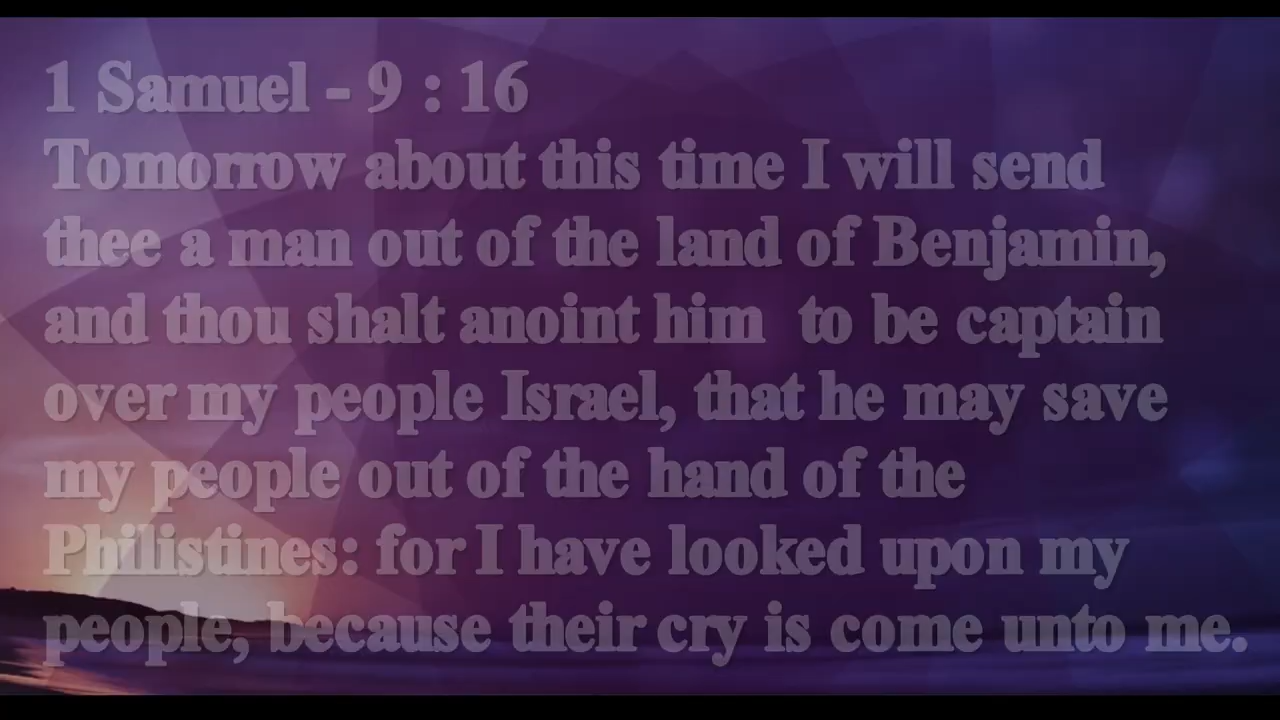 1 Samuel - 9 : 16
Tomorrow about this time I will send
thee a man out of the land of Benjamin,
and thou shalt anoint him  to be captain
over my people Israel, that he may save
my people out of the hand of the
Philistines: for I have looked upon my
people, because their cry is come unto me.